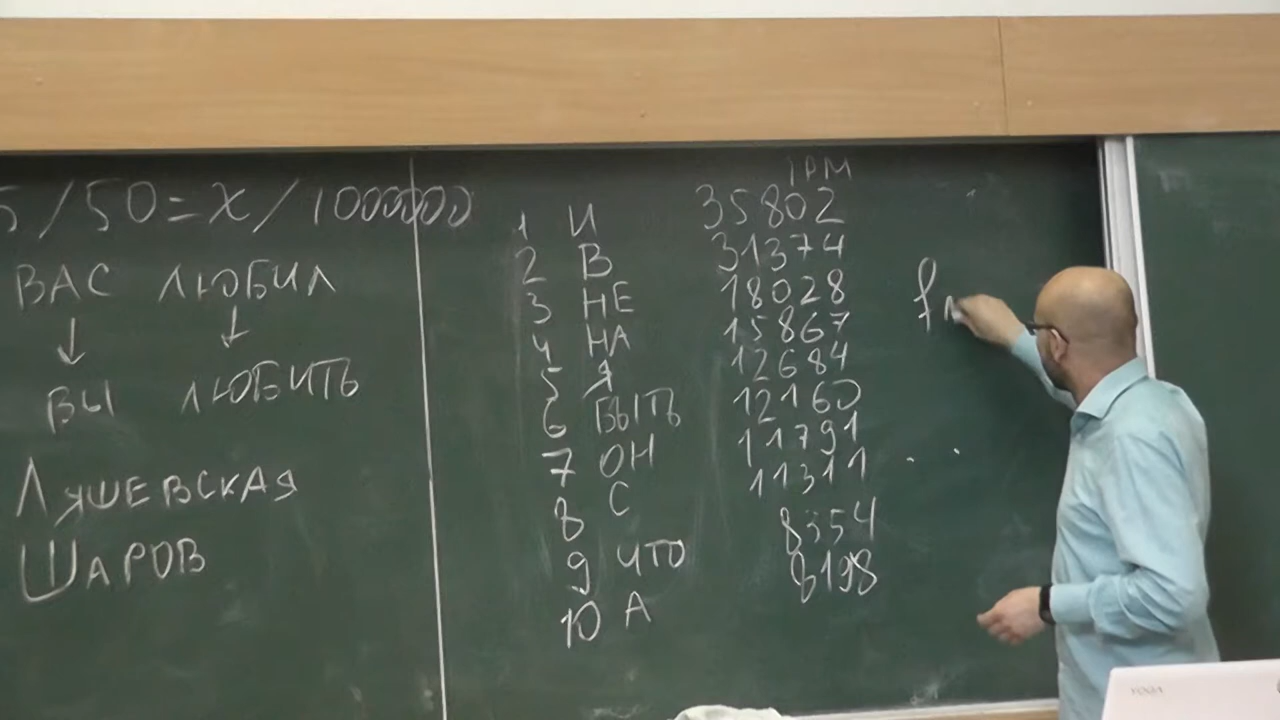 5/50=x/1000000
ВАС ЛЮБИЛ
ВЫ ЛЮБИТЬ
ЛЯШЕВСКАЯ
ШАРОВ
IPM
1 И 35802
2 В 31374
3 НЕ 18028
4 НА 15867
5 Я 12684
6 БЫТЬ 12160
7 ОН 11791
8 С 11311
9 ЧТО 8354
10 А 8198
YOGA